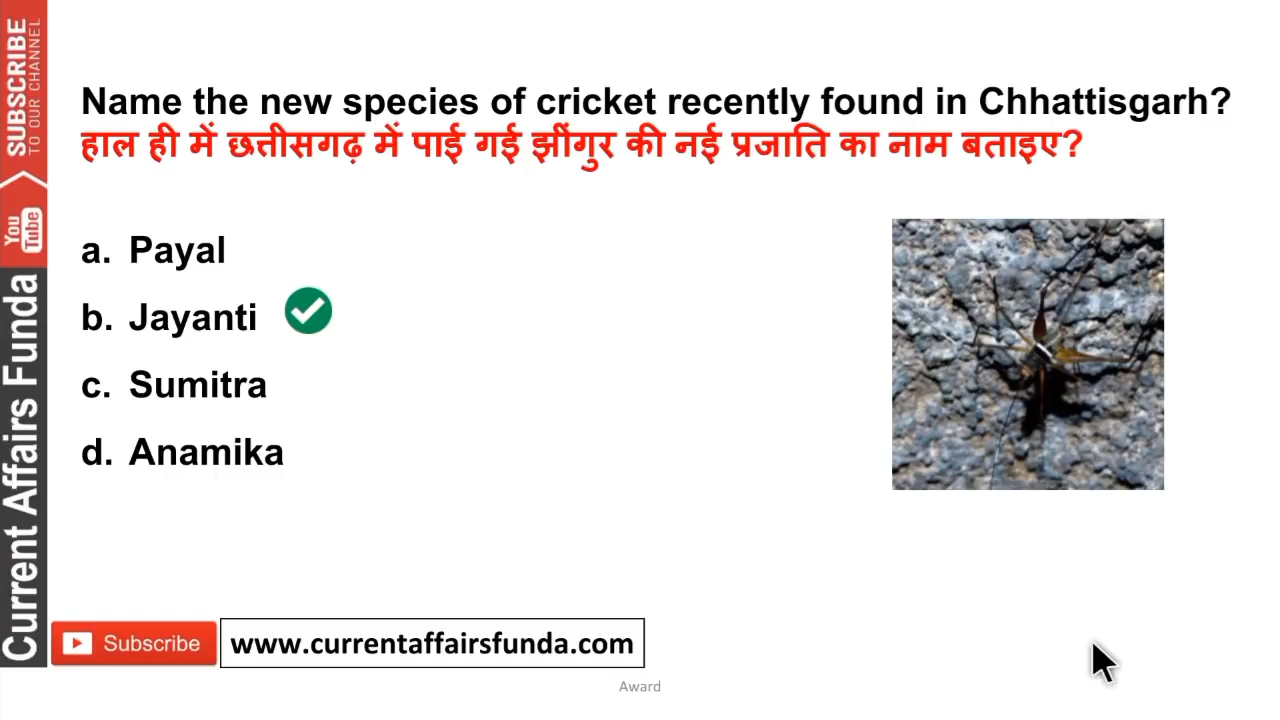 Name the new species of cricket recently found in Chhattisgarh?
हाल ही में छत्तीसगढ़ में पाई गई झींगुर की नई प्रजाति का नाम बताइए?
a. Payal
b. Jayanti
c. Sumitra
d. Anamika
SUBSCRIBE
TO OUR CHANNEL
You
Tube
Current Affairs Funda
Subscribe
www.currentaffairsfunda.com
Award